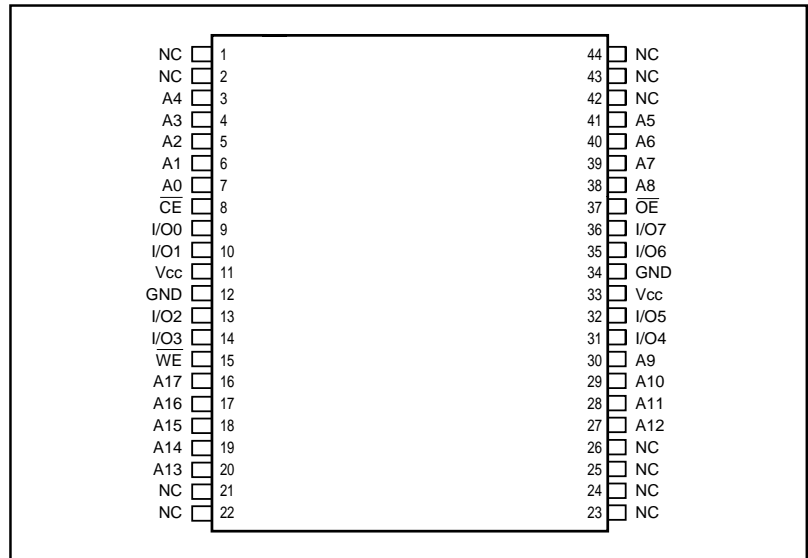 NC 1 44 NC
NC 2 43 NC
A4 3 42 NC
A3 4 41 A5
A2 5 40 A6
A1 6 39 A7
A0 7 38 A8
C̅E̅ 8 37 O̅E̅
I/O0 9 36 I/O7
I/O1 10 35 I/O6
Vcc 11 34 GND
GND 12 33 Vcc
I/O2 13 32 I/O5
I/O3 14 31 I/O4
W̅E̅ 15 30 A9
A17 16 29 A10
A16 17 28 A11
A15 18 27 A12
A14 19 26 NC
A13 20 25 NC
NC 21 24 NC
NC 22 23 NC